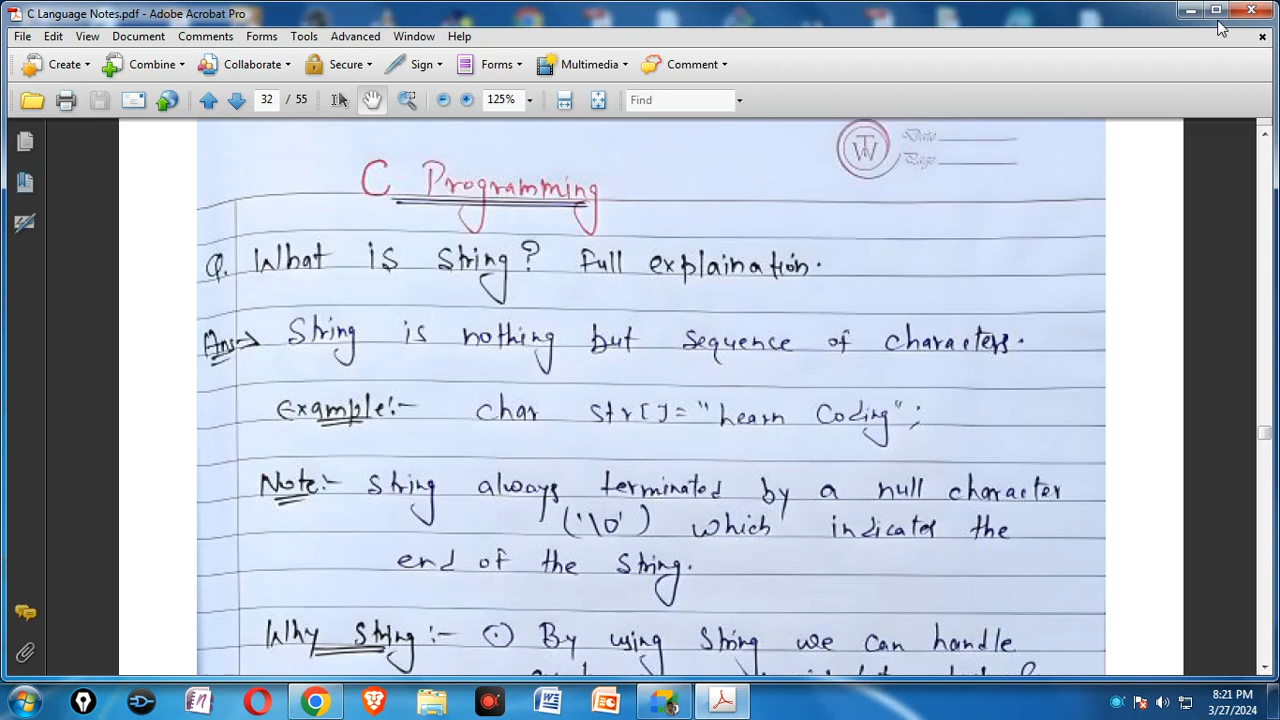 C Language Notes.pdf - Adobe Acrobat Pro
File Edit View Document Comments Forms Tools Advanced Window Help
Create Combine Collaborate Secure Sign Forms Multimedia Comment
32 / 55 125% Find
TW
Date
Page
C Programming
Q. What is String? Full explaination.
Ans → String is nothing but sequence of characters.
Example:- char str[]= "Learn Coding";
Note:- String always terminated by a null character
('\0') which indicates the
end of the string.
Why String:- By using String we can handle
8:21 PM
3/27/2024